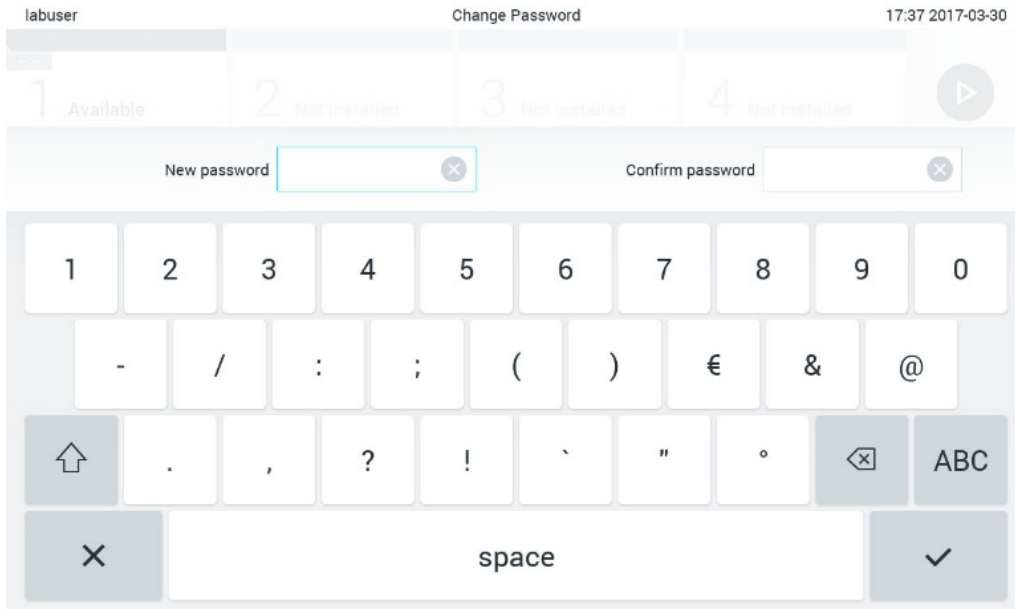 labuser Change Password 17:37 2017-03-30
1 Available 2 Not installed 3 Not installed 4 Not installed
New password Confirm password
1 2 3 4 5 6 7 8 9 0
- / : ; ( ) € & @
. , ? ! ` " ° ABC
space